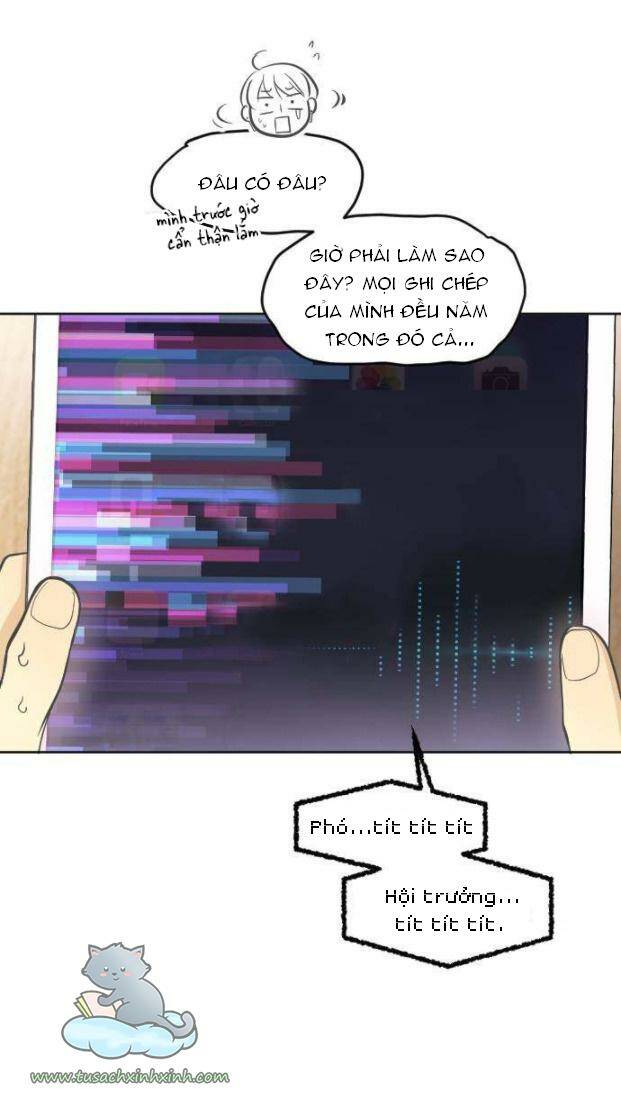 ĐÂU CÓ ĐÂU?
mình trước giờ
cẩn thận lắm
GIỜ PHẢI LÀM SAO
ĐÂY? MỌI GHI CHÉP
CỦA MÌNH ĐỀU NĂM
TRONG ĐÓ CẢ...
Phó...tít tít tít
Hội trưởng...
tít tít tít.
www.tusachxinhxinh.com